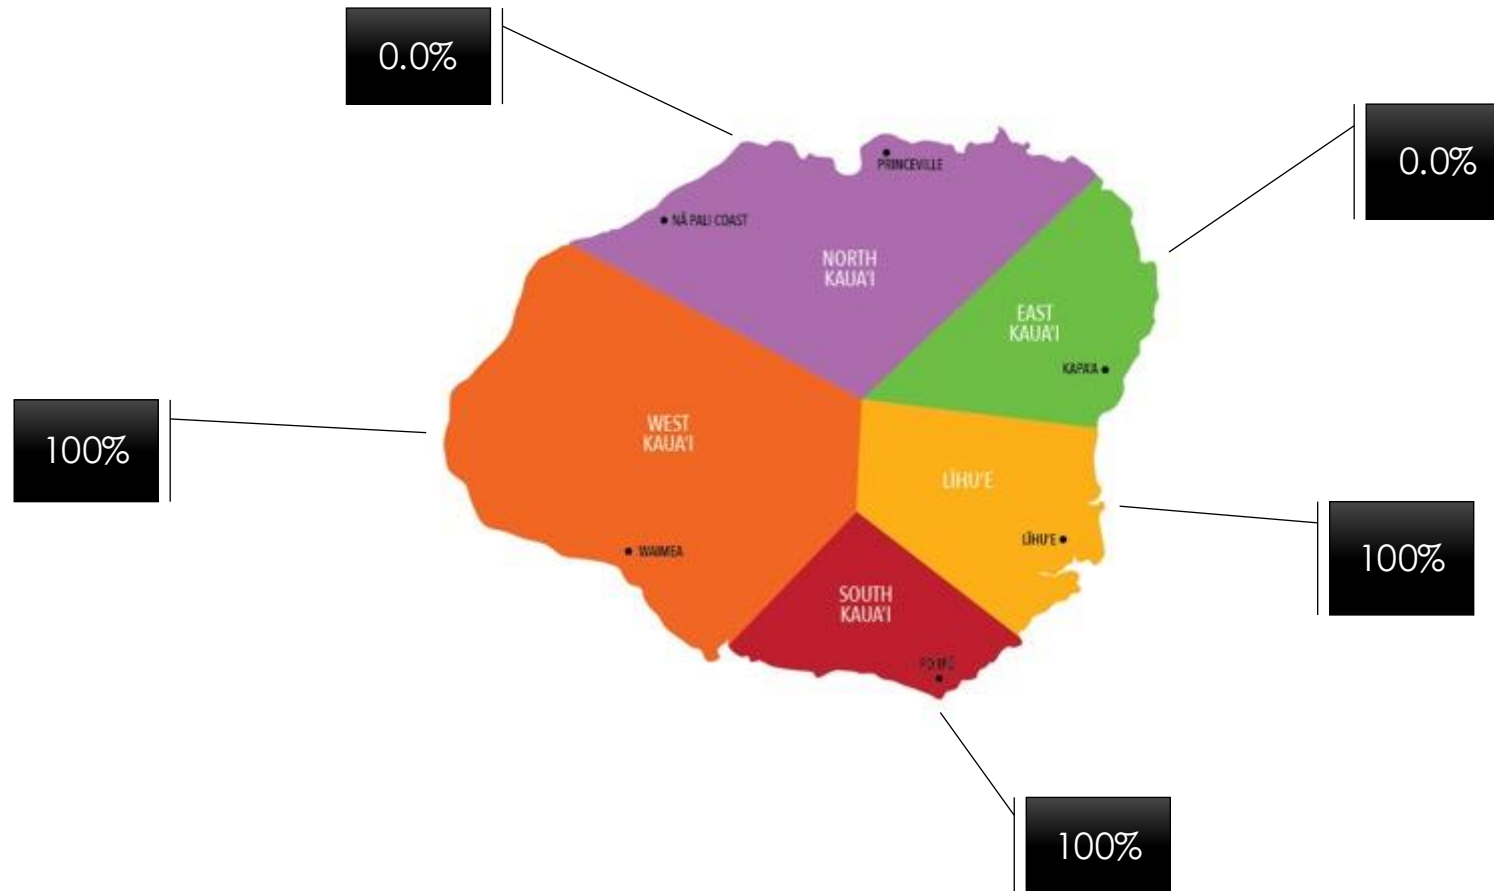 0.0%
0.0%
PRINCEVILLE
NĀ PALI COAST
NORTH
KAUA'I
EAST
KAUA'I
KAPA'A
100%
WEST
KAUA'I
LĪHU'E
LĪHU'E
100%
WAIMEA
SOUTH
KAUA'I
100%